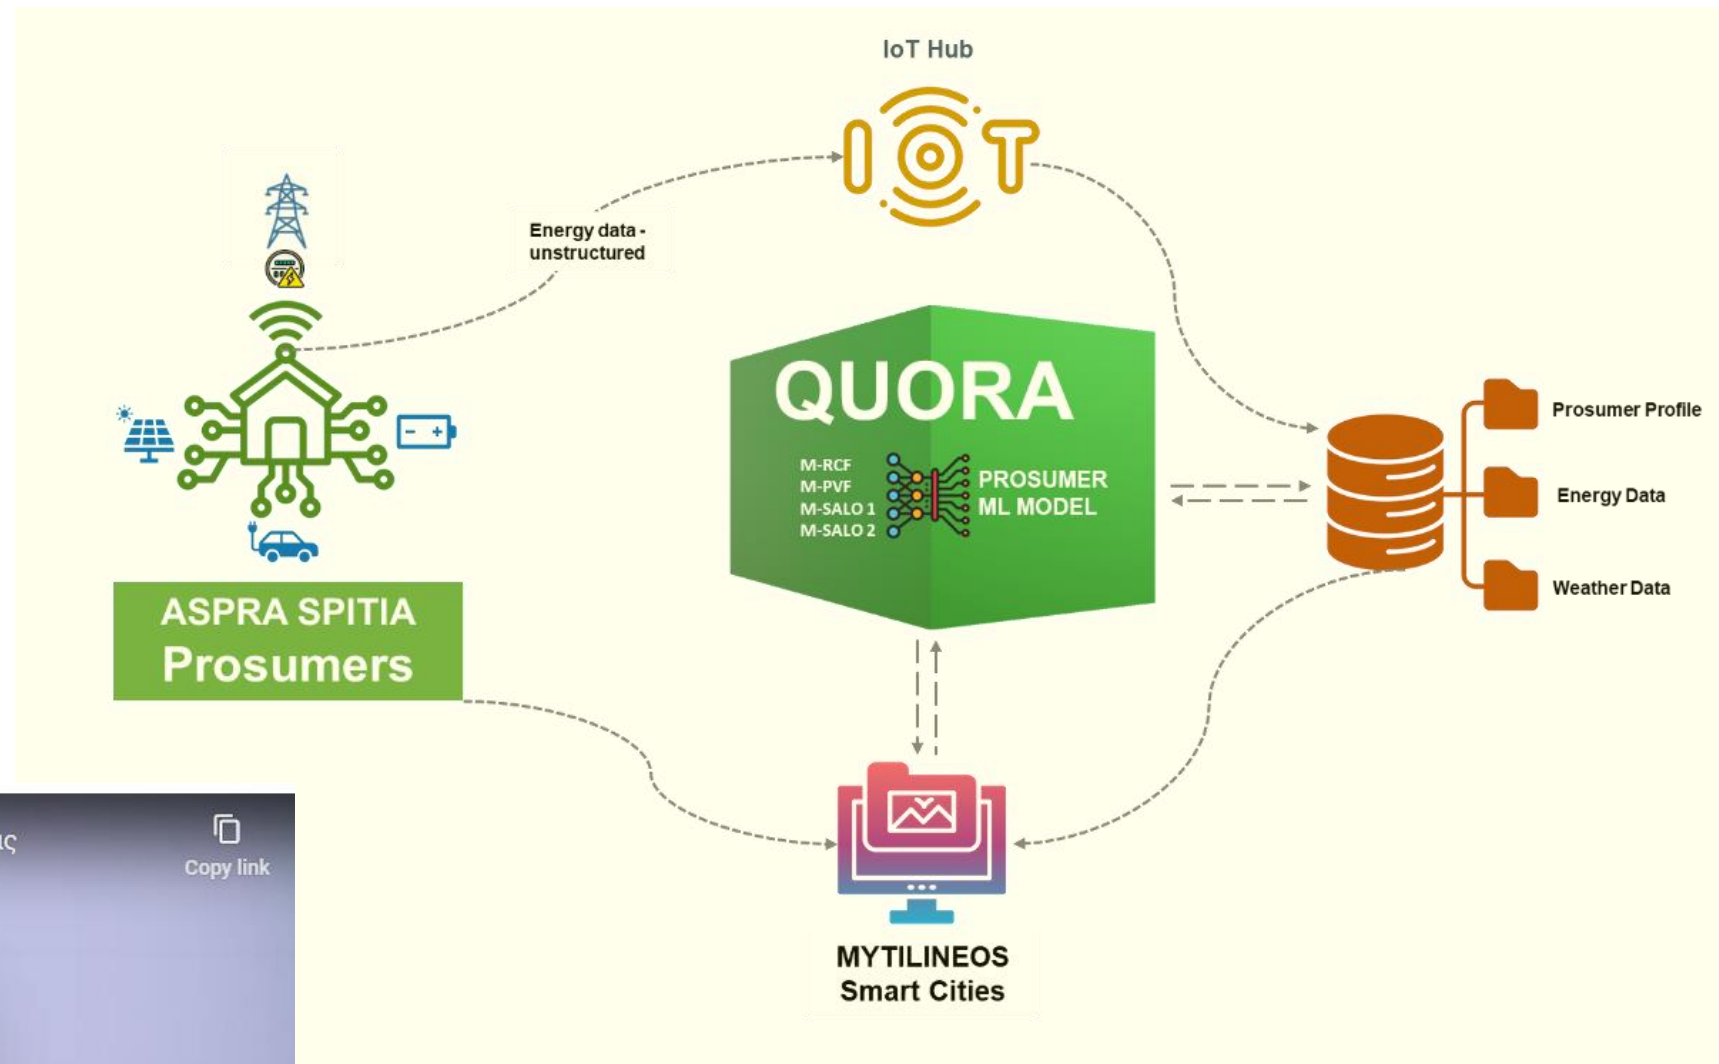 IoT Hub
IOT
Energy data -
unstructured
QUORA
M-RCF
M-PVF
M-SALO 1
M-SALO 2
PROSUMER
ML MODEL
Prosumer Profile
Energy Data
Weather Data
ASPRA SPITIA
Prosumers
Copy link
MYTILINEOS
Smart Cities